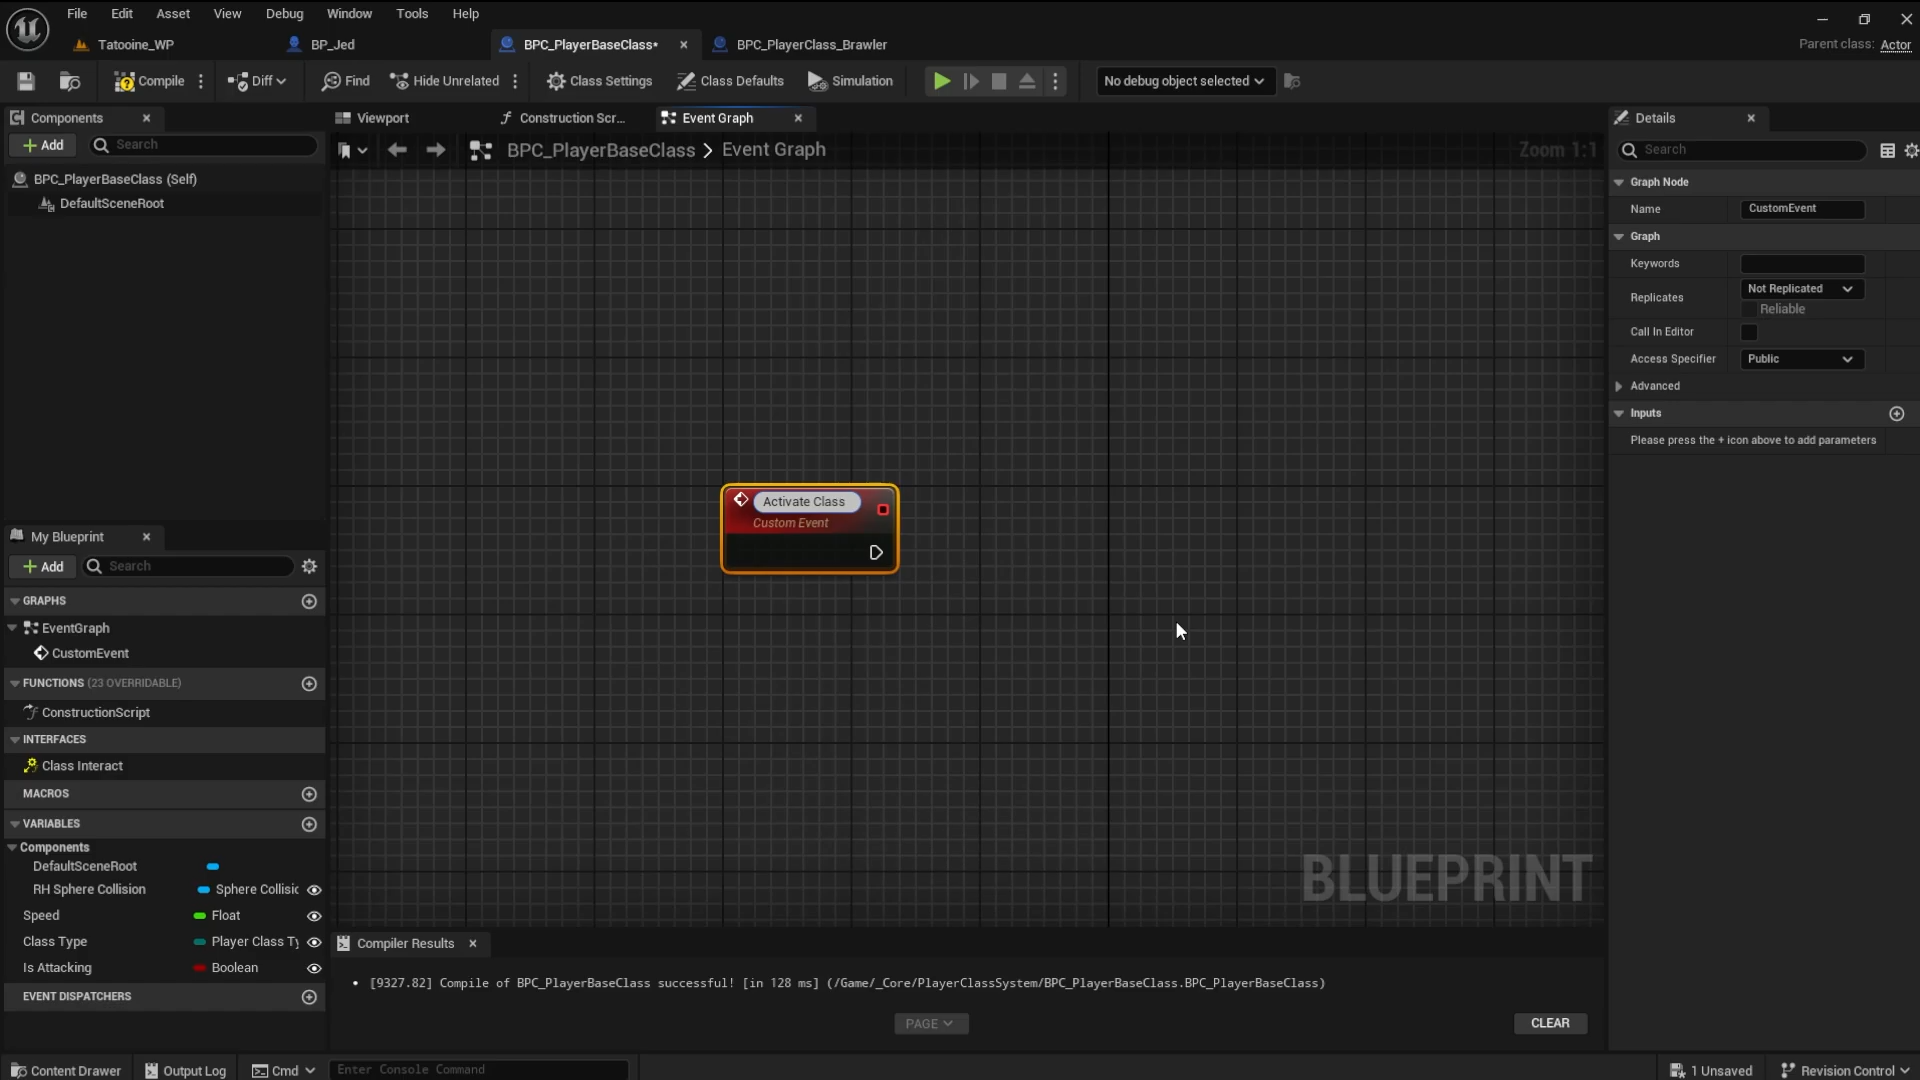 File Edit Asset View Debug Window Tools Help
Tatooine_WP BP_Jed BPC_PlayerBaseClass* BPC_PlayerClass_Brawler Parent class: Actor
Compile Diff Find Hide Unrelated Class Settings Class Defaults Simulation No debug object selected
Components Viewport Construction Scr... Event Graph Details
Add Search BPC_PlayerBaseClass > Event Graph Zoom 1:1 Search
BPC_PlayerBaseClass (Self)
DefaultSceneRoot
Graph Node
Name CustomEvent
Graph
Keywords
Replicates Not Replicated
Reliable
Call In Editor
Access Specifier Public
Advanced
Inputs
Please press the + icon above to add parameters
Activate Class
Custom Event
My Blueprint
Add Search
GRAPHS
EventGraph
CustomEvent
FUNCTIONS (23 OVERRIDABLE)
ConstructionScript
INTERFACES
Class Interact
MACROS
VARIABLES
Components
DefaultSceneRoot
RH Sphere Collision Sphere Collisic
Speed Float
Class Type Player Class Ty
Is Attacking Boolean
EVENT DISPATCHERS
BLUEPRINT
Compiler Results
• [9327.82] Compile of BPC_PlayerBaseClass successful! [in 128 ms] (/Game/_Core/PlayerClassSystem/BPC_PlayerBaseClass.BPC_PlayerBaseClass)
PAGE CLEAR
Content Drawer Output Log Cmd Enter Console Command 1 Unsaved Revision Control